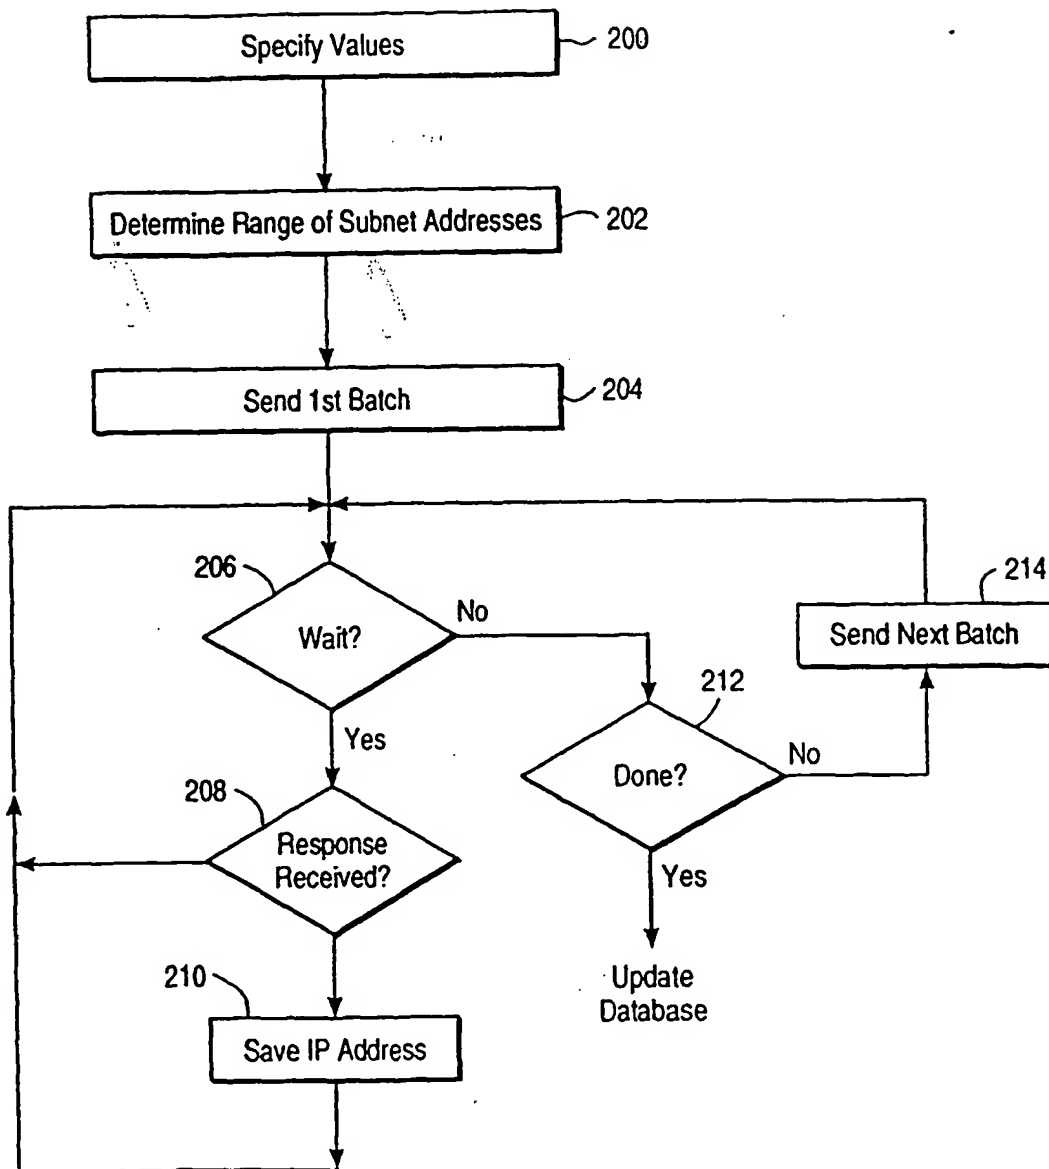 Specify Values
200
Determine Range of Subnet Addresses
202
Send 1st Batch
204
206
Wait?
No
214
Send Next Batch
Yes
212
Done?
No
208
Response
Received?
Yes
Update
Database
210
Save IP Address